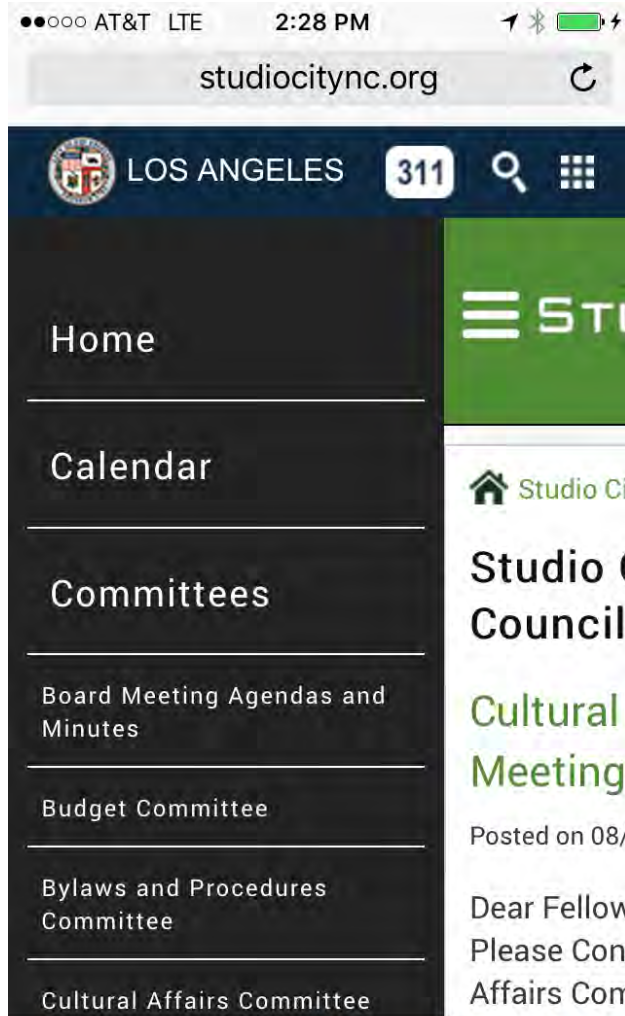 AT&T LTE 2:28 PM
studiocitync.org
LOS ANGELES 311
Home
Calendar
Committees
Board Meeting Agendas and
Minutes
Budget Committee
Bylaws and Procedures
Committee
Cultural Affairs Committee
Studio
Council
Cultural
Meeting
Posted on 08/
Dear Fellow
Please Con
Affairs Com